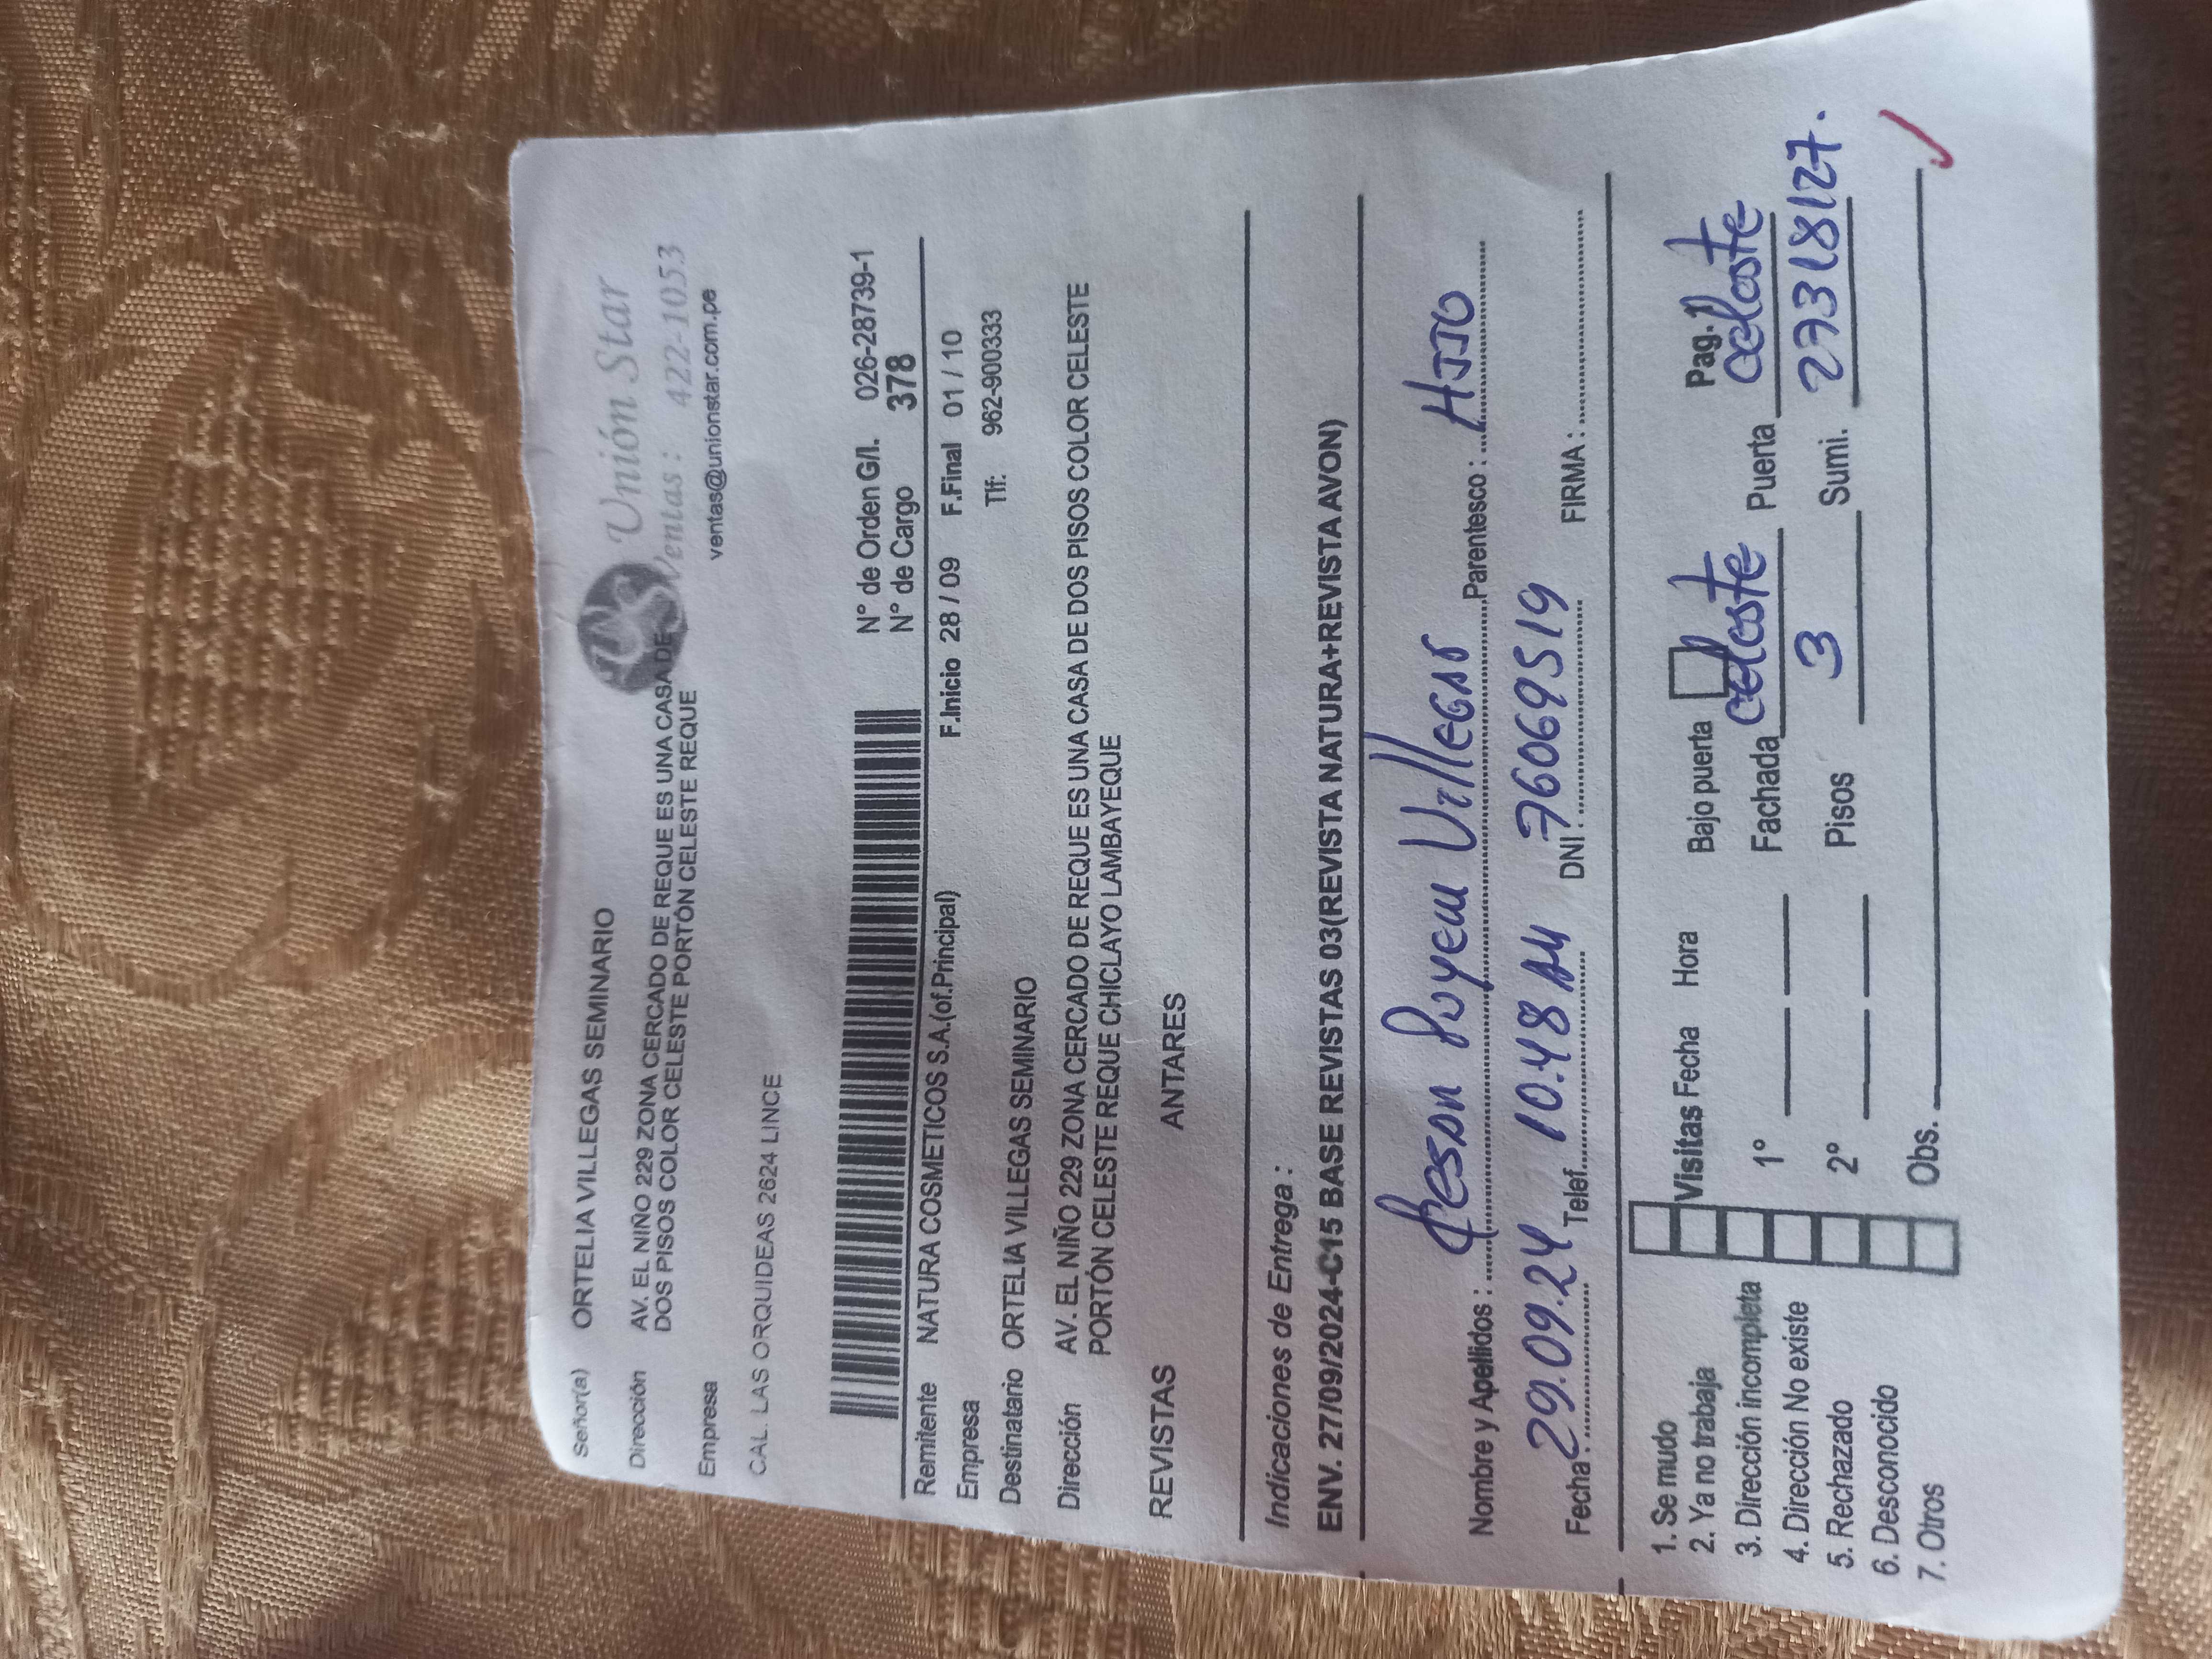 Señor(a) ORTELIA VILLEGAS SEMINARIO
Unión Star
Dirección AV. EL NIÑO 229 ZONA CERCADO DE REQUE ES UNA CASA DE
DOS PISOS COLOR CELESTE PORTÓN CELESTE REQUE
Ventas : 422-1053
Empresa
ventas@unionstar.com.pe
CAL. LAS ORQUIDEAS 2624 LINCE
N° de Orden G/I. 026-28739-1
N° de Cargo 378
Remitente NATURA COSMETICOS S.A.(of.Principal) F.Inicio 28 / 09 F.Final 01 / 10
Empresa Tlf: 962-900333
Destinatario ORTELIA VILLEGAS SEMINARIO
Dirección AV. EL NIÑO 229 ZONA CERCADO DE REQUE ES UNA CASA DE DOS PISOS COLOR CELESTE
PORTÓN CELESTE REQUE CHICLAYO LAMBAYEQUE
REVISTAS ANTARES
Indicaciones de Entrega :
ENV. 27/09/2024-C15 BASE REVISTAS 03(REVISTA NATURA+REVISTA AVON)
Nombre y Apellidos : Villegas Parentesco : HIJO
Fecha : 29.09.24 Telef. 10.48 AM DNI : 76069519 FIRMA :
1. Se mudo
2. Ya no trabaja
3. Dirección incompleta
4. Dirección No existe
5. Rechazado
6. Desconocido
7. Otros
Visitas Fecha Hora Bajo puerta Pag.1
1° Fachada celeste Puerta celeste
2° Pisos 3 Sumi. 27318127.
Obs.